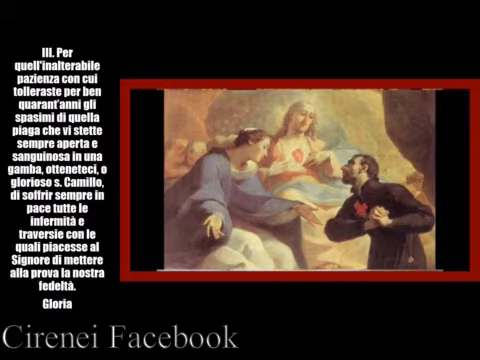 III. Per
quell'inalterabile
pazienza con cui
tolleraste per ben
quarant'anni gli
spasimi di quella
piaga che vi stette
sempre aperta e
sanguinosa in una
gamba, otteneteci, o
glorioso s. Camillo,
di soffrir sempre in
pace tutte le
infermità e
traversie con le
quali piacesse al
Signore di mettere
alla prova la nostra
fedeltà.
Gloria
Cirenei Facebook